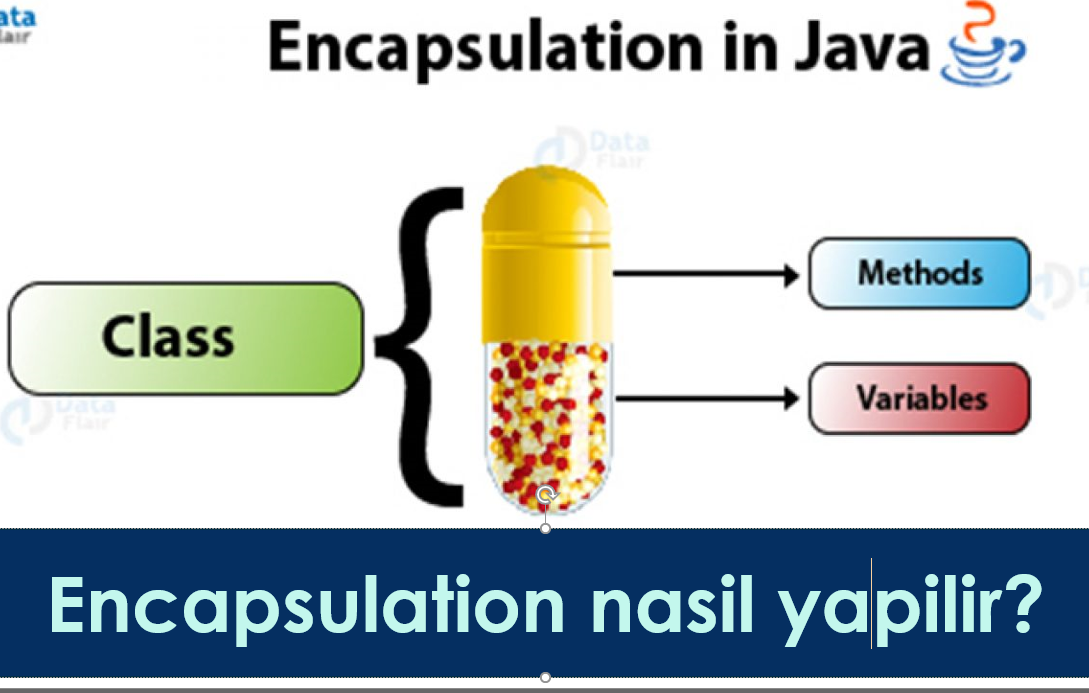 ata
lair
Encapsulation in Java
Data
Flair
Methods
D
Class
Variables
Data
Flair
Encapsulation nasil yapilir?